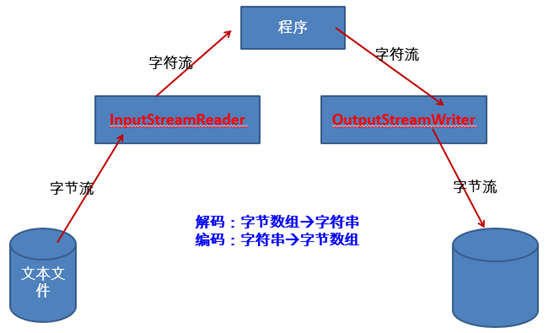 程序
字符流
字符流
InputStreamReader
OutputStreamWriter
字节流
字节流
解码：字节数组→字符串
编码：字符串→字节数组
文本文
件